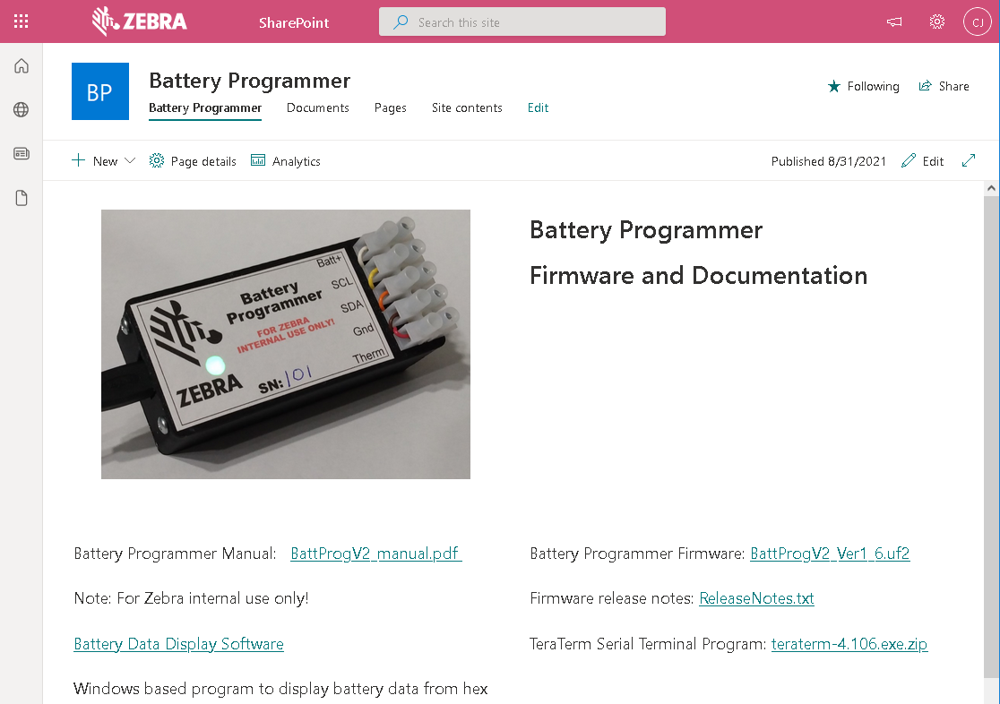 ZEBRA SharePoint Search this site CJ
BP
Battery Programmer
Following Share
Battery Programmer Documents Pages Site contents Edit
New Page details Analytics Published 8/31/2021 Edit
Battery
Programmer
FOR ZEBRA
INTERNAL USE ONLY!
ZEBRA
SN: 101
Batt+
SCL
SDA
Gnd
Therm
Battery Programmer
Firmware and Documentation
Battery Programmer Manual: BattProgV2_manual.pdf
Note: For Zebra internal use only!
Battery Data Display Software
Windows based program to display battery data from hex
Battery Programmer Firmware: BattProgV2_Ver1_6.uf2
Firmware release notes: ReleaseNotes.txt
TeraTerm Serial Terminal Program: teraterm-4.106.exe.zip